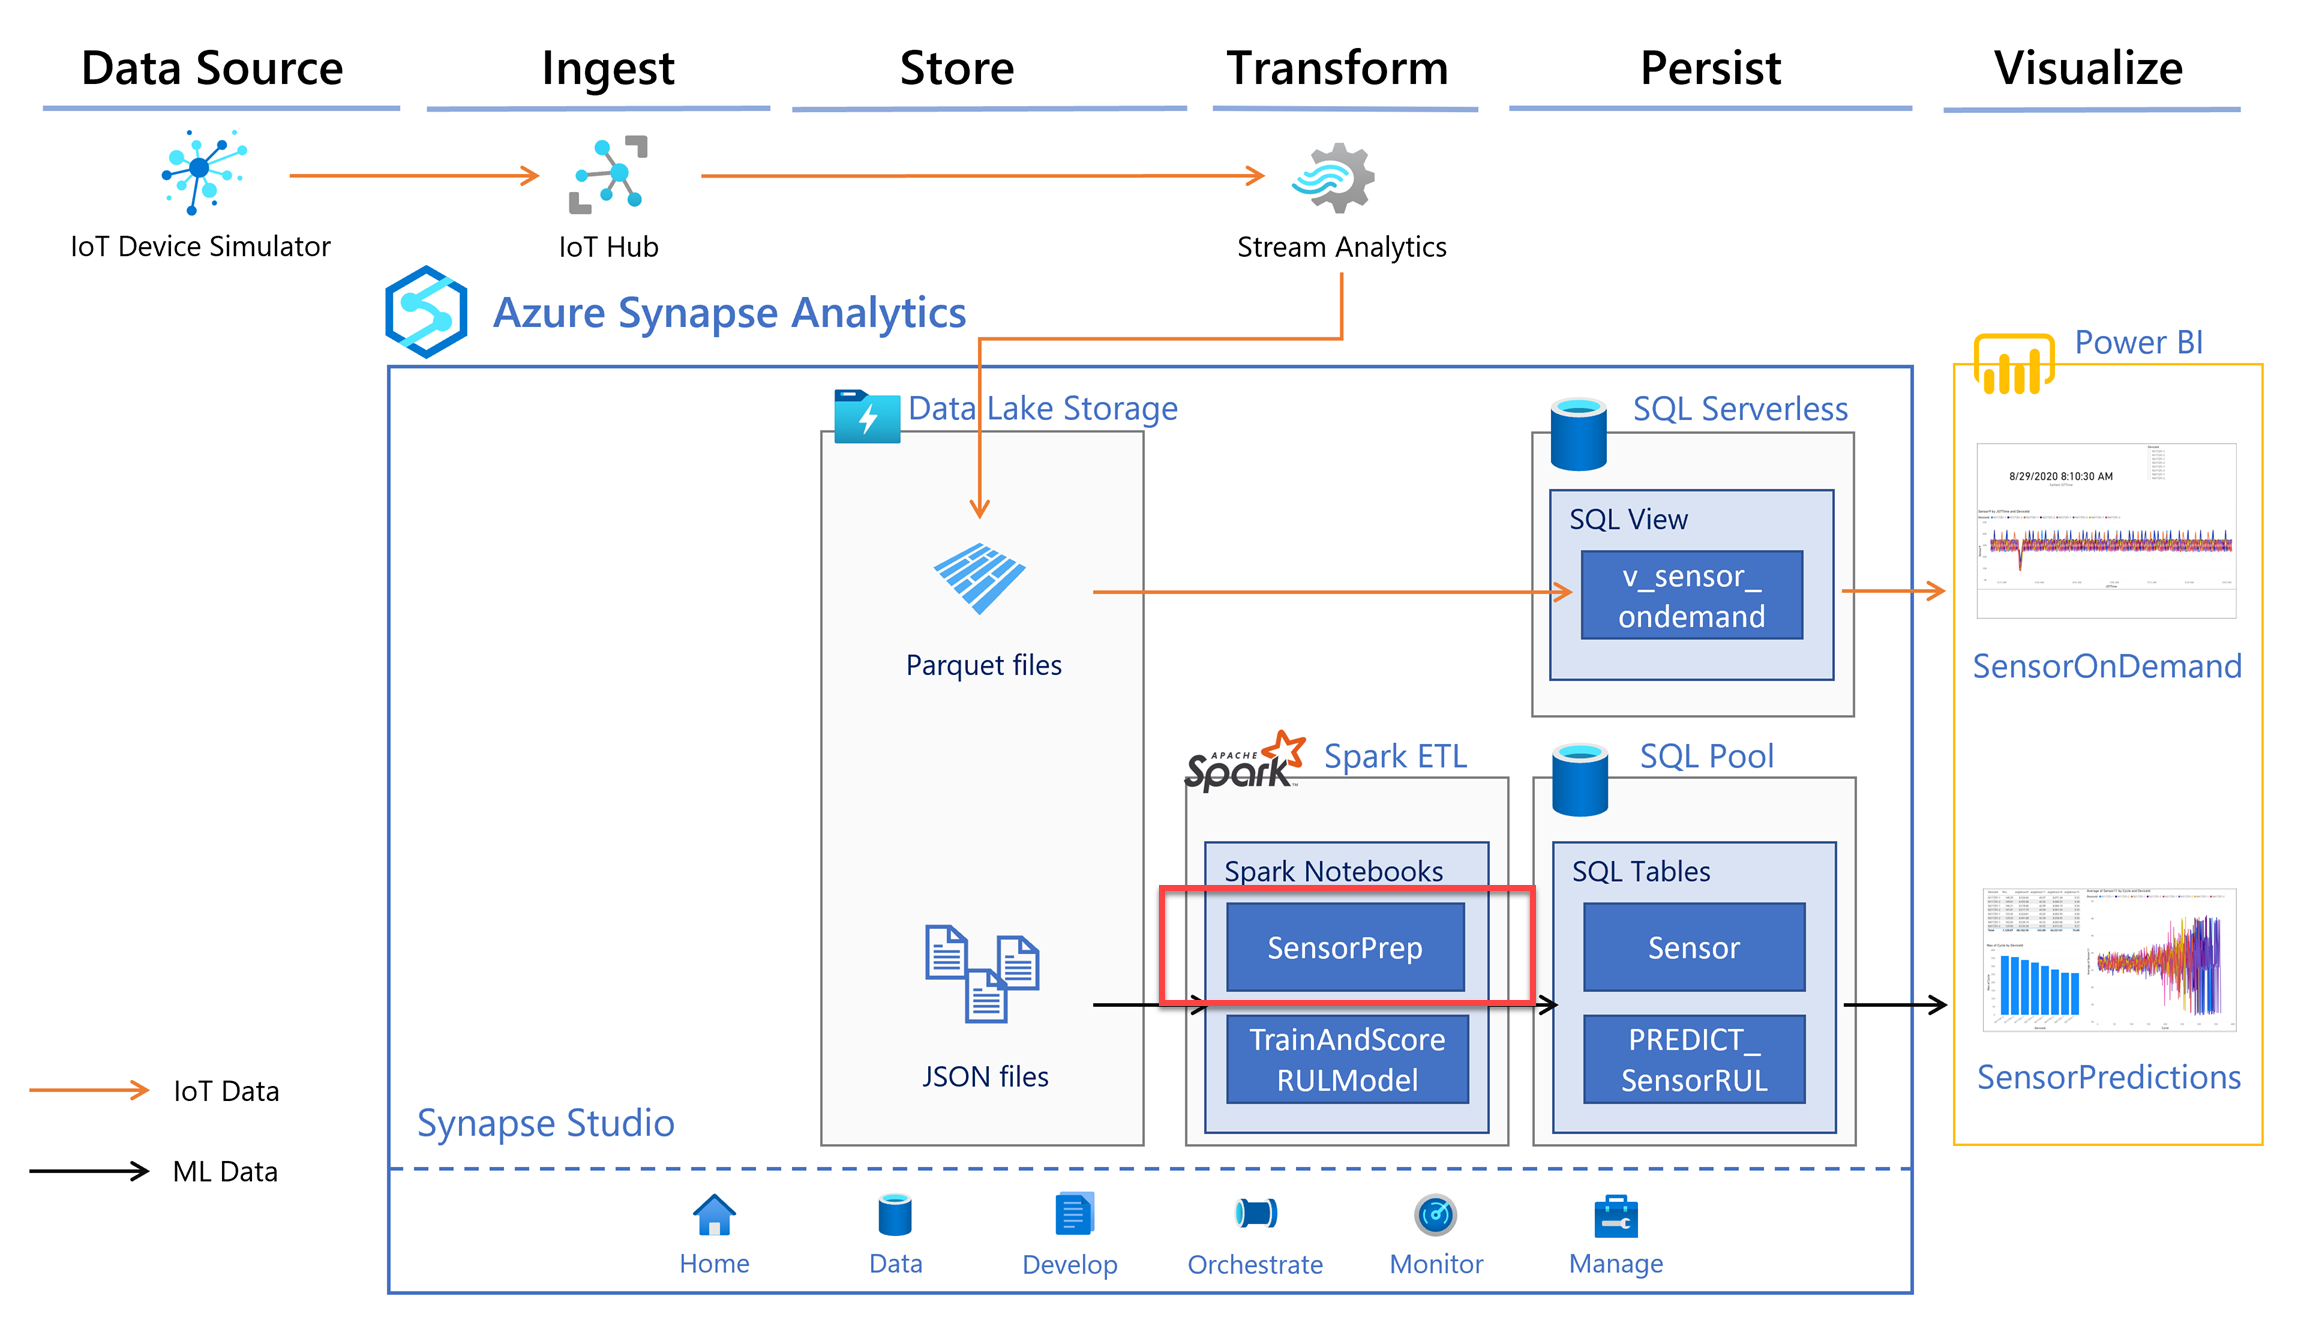 Data Source
Ingest
Store
Transform
Persist
Visualize
IoT Device Simulator
IoT Hub
Stream Analytics
Azure Synapse Analytics
Power BI
Data Lake Storage
SQL Serverless
8/29/2020 8:10:30 AM
SQL View
v_sensor_
ondemand
Parquet files
SensorOnDemand
APACHE
Spark
Spark ETL
SQL Pool
Spark Notebooks
SQL Tables
SensorPrep
Sensor
TrainAndScore
RULModel
PREDICT_
SensorRUL
JSON files
SensorPredictions
IoT Data
ML Data
Synapse Studio
Home
Data
Develop
Orchestrate
Monitor
Manage